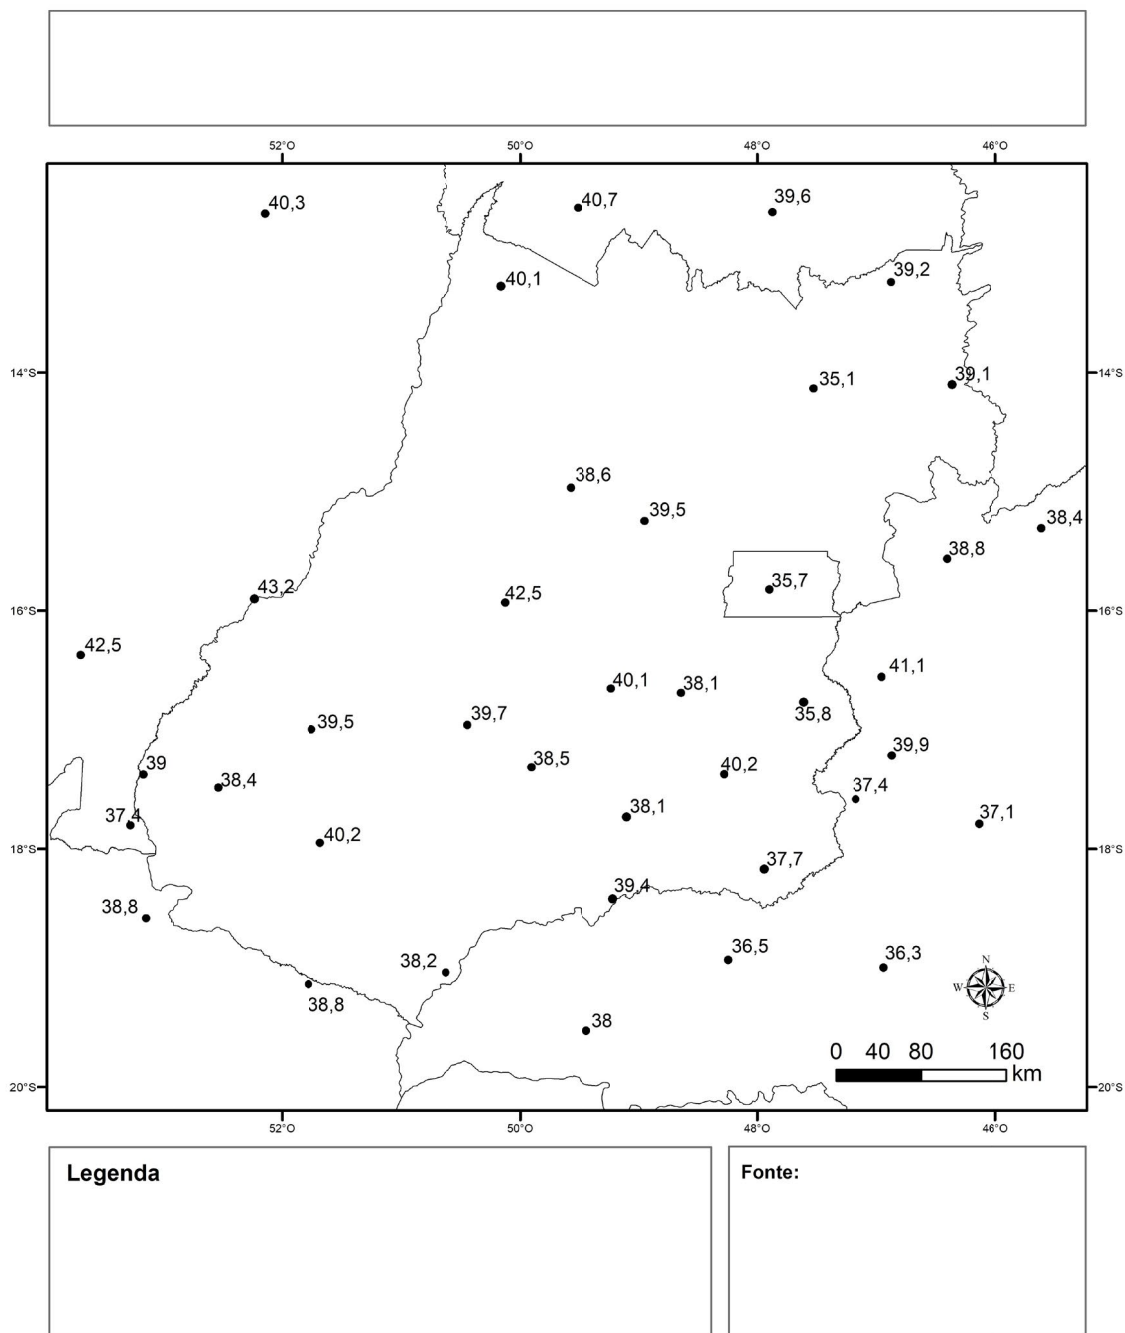 52°O 50°O 48°O 46°O
40,3 40,7 39,6
40,1 39,2
14°S 35,1 39,1 14°S
38,6
39,5 38,4
38,8
43,2 42,5 35,7
16°S 16°S
42,5
40,1 38,1 41,1
39,5 39,7 35,8
39 38,4 38,5 40,2 39,9
37,4
37,4 40,2 38,1 37,1
18°S 18°S
37,7
39,4
38,8
38,2 36,5 36,3
N
W E
S
38,8
38
0 40 80 160
km
20°S 20°S
52°O 50°O 48°O 46°O
Legenda
Fonte: